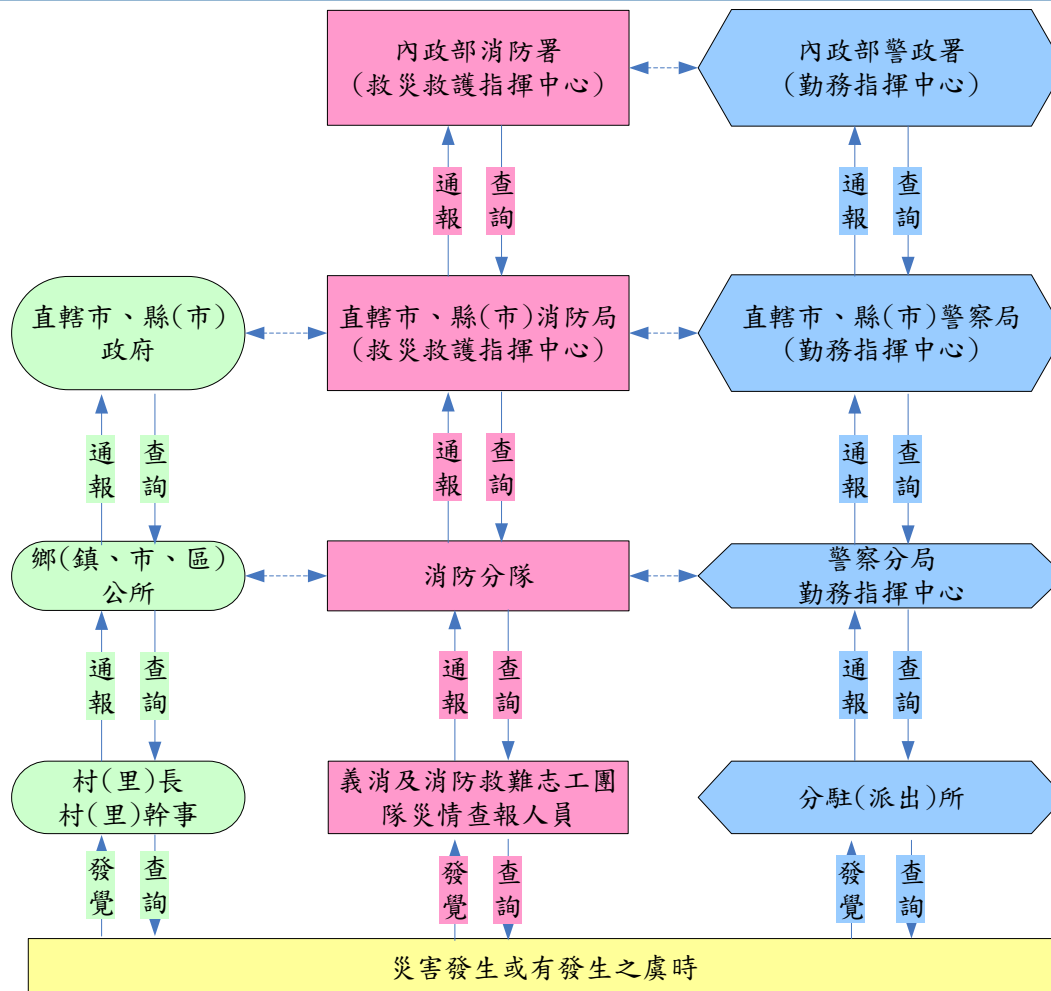 內政部消防署
(救災救護指揮中心)
內政部警政署
(勤務指揮中心)
通報
查詢
通報
查詢
直轄市、縣(市)
政府
直轄市、縣(市)消防局
(救災救護指揮中心)
直轄市、縣(市)警察局
(勤務指揮中心)
通報
查詢
通報
查詢
通報
查詢
鄉(鎮、市、區)
公所
消防分隊
警察分局
勤務指揮中心
通報
查詢
通報
查詢
通報
查詢
村(里)長
村(里)幹事
義消及消防救難志工團
隊災情查報人員
分駐(派出)所
發覺
查詢
發覺
查詢
發覺
查詢
災害發生或有發生之虞時